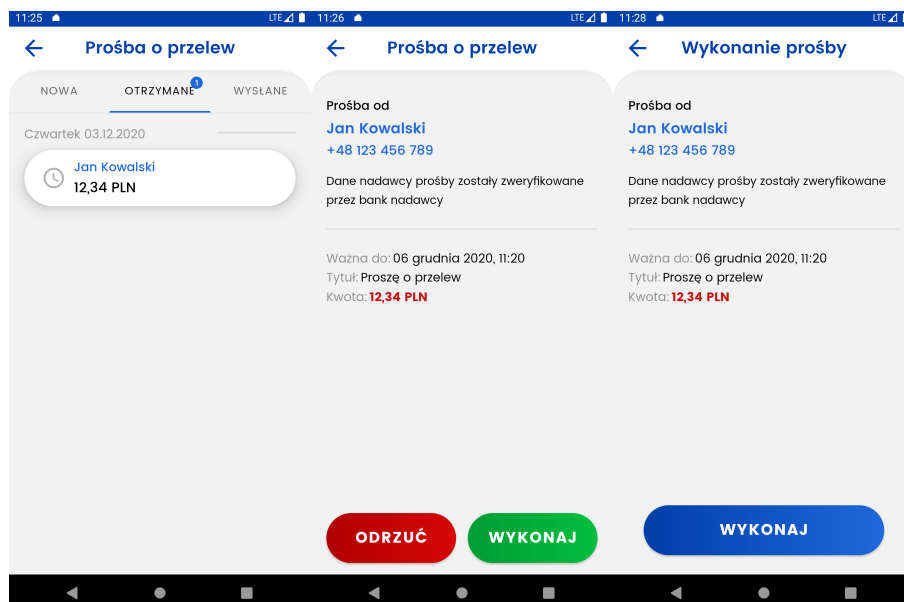 11:25 LTE
Prośba o przelew
NOWA OTRZYMANE 1 WYSŁANE
Czwartek 03.12.2020
Jan Kowalski
12,34 PLN
11:26 LTE
Prośba o przelew
Prośba od
Jan Kowalski
+48 123 456 789
Dane nadawcy prośby zostały zweryfikowane
przez bank nadawcy
Ważna do: 06 grudnia 2020, 11:20
Tytuł: Proszę o przelew
Kwota: 12,34 PLN
ODRZUĆ WYKONAJ
11:28 LTE
Wykonanie prośby
Prośba od
Jan Kowalski
+48 123 456 789
Dane nadawcy prośby zostały zweryfikowane
przez bank nadawcy
Ważna do: 06 grudnia 2020, 11:20
Tytuł: Proszę o przelew
Kwota: 12,34 PLN
WYKONAJ